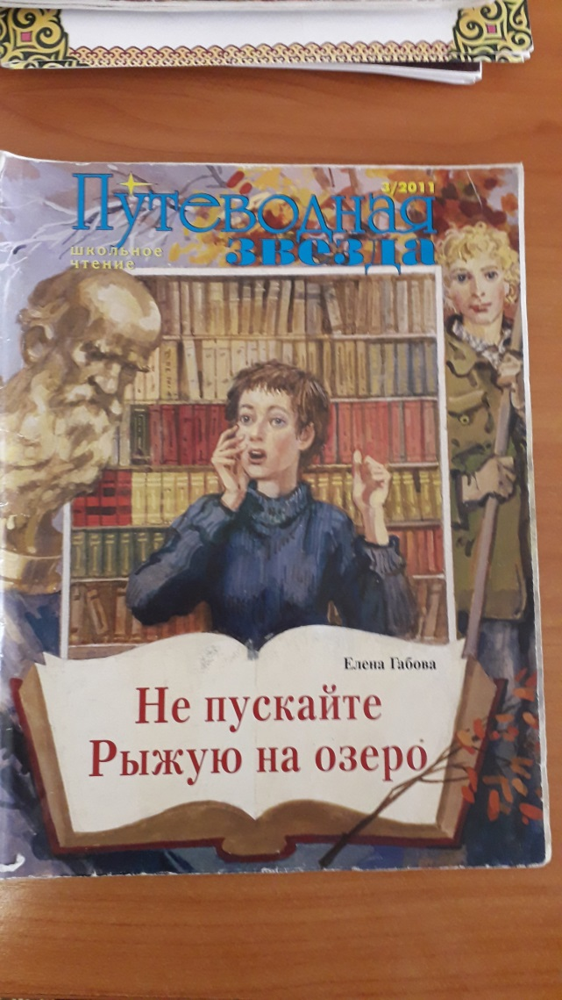 3/2011
Путеводная
звезда
школьное
чтение
Елена Габова
Не пускайте
Рыжую на озеро